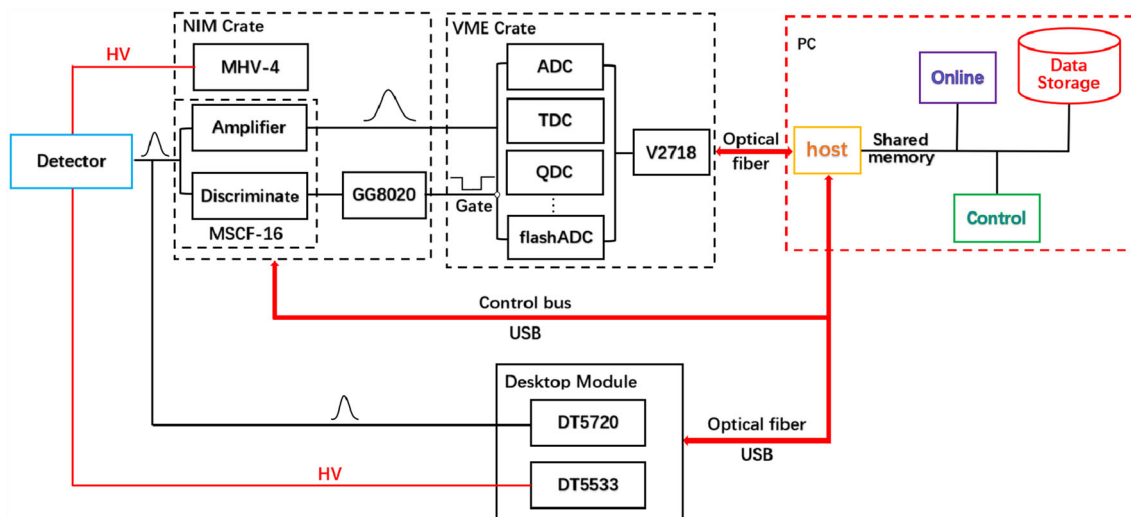 NIM Crate
VME Crate
PC
HV
MHV-4
ADC
Online
Data
Storage
Amplifier
TDC
Detector
V2718
Optical
fiber
host
Shared
memory
Discriminate
GG8020
Gate
QDC
MSCF-16
flashADC
Control
Control bus
USB
Desktop Module
DT5720
Optical fiber
USB
HV
DT5533